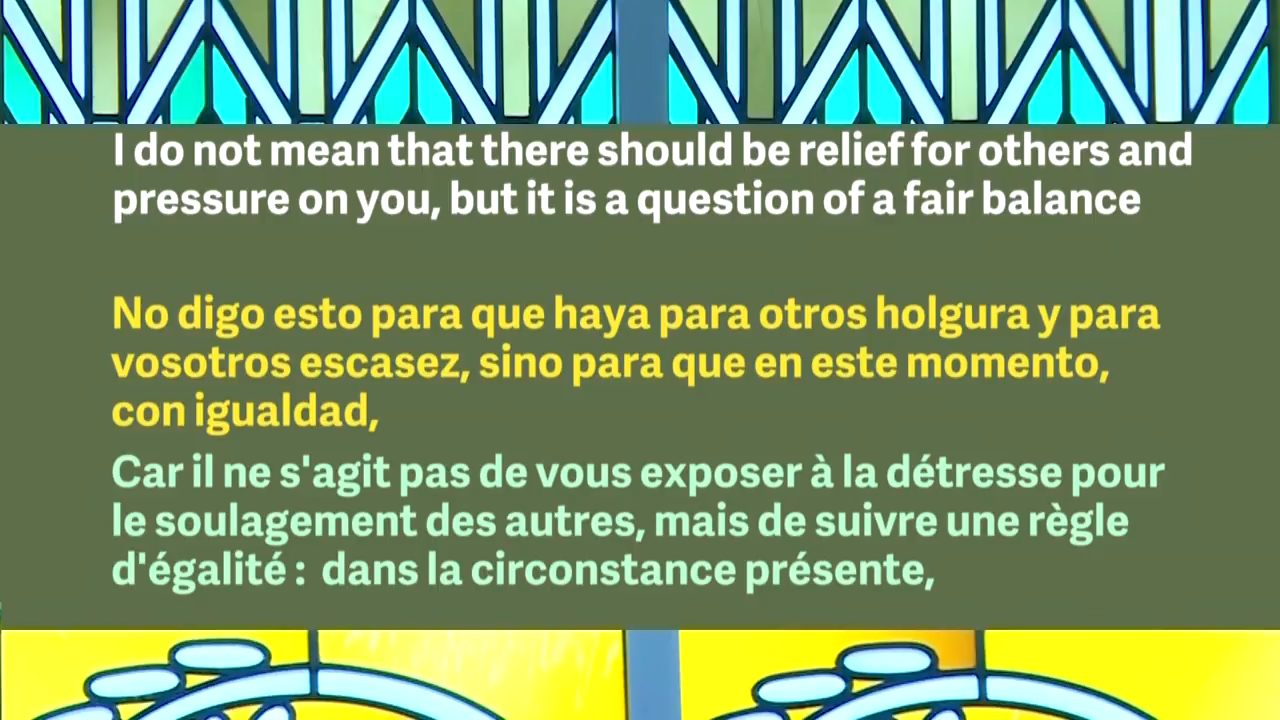 I do not mean that there should be relief for others and
pressure on you, but it is a question of a fair balance
No digo esto para que haya para otros holgura y para
vosotros escasez, sino para que en este momento,
con igualdad,
Car il ne s'agit pas de vous exposer à la détresse pour
le soulagement des autres, mais de suivre une règle
d'égalité : dans la circonstance présente,